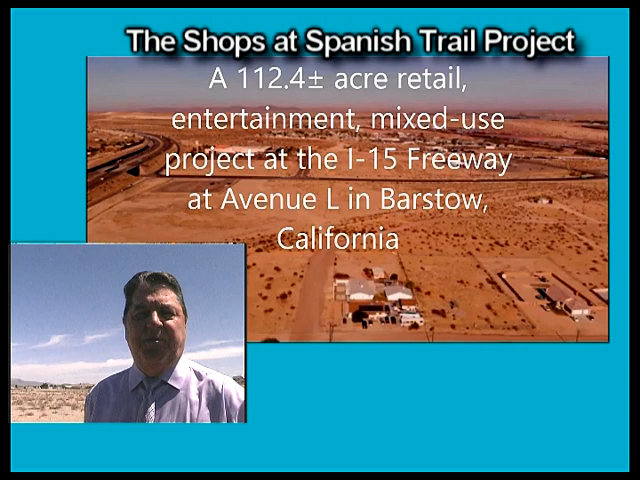 The Shops at Spanish Trail Project
A 112.4± acre retail,
entertainment, mixed-use
project at the I-15 Freeway
at Avenue L in Barstow,
California